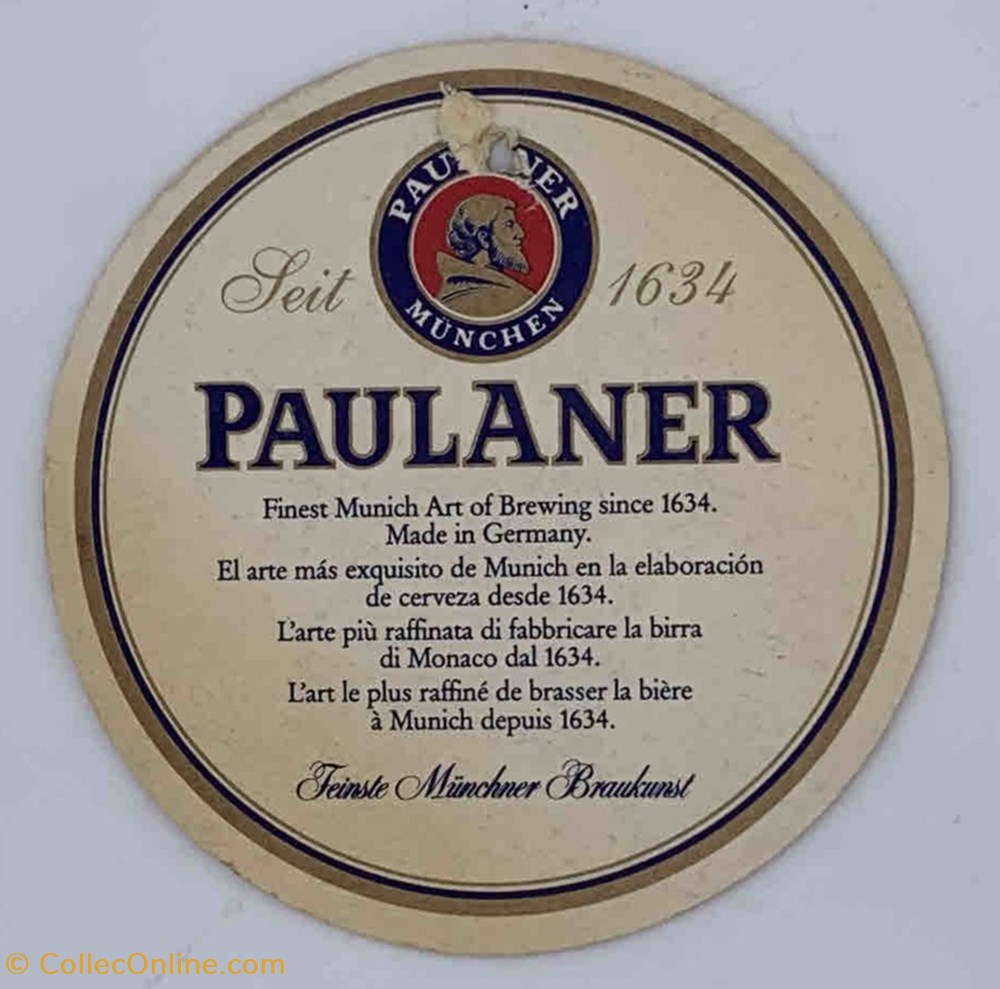 PAU NER
MÜNCHEN
Seit 1634
PAULANER
Finest Munich Art of Brewing since 1634.
Made in Germany.
El arte más exquisito de Munich en la elaboración
de cerveza desde 1634.
L'arte più raffinata di fabbricare la birra
di Monaco dal 1634.
L'art le plus raffiné de brasser la bière
à Munich depuis 1634.
Feinste Münchner Braukunst
© CollecOnline.com